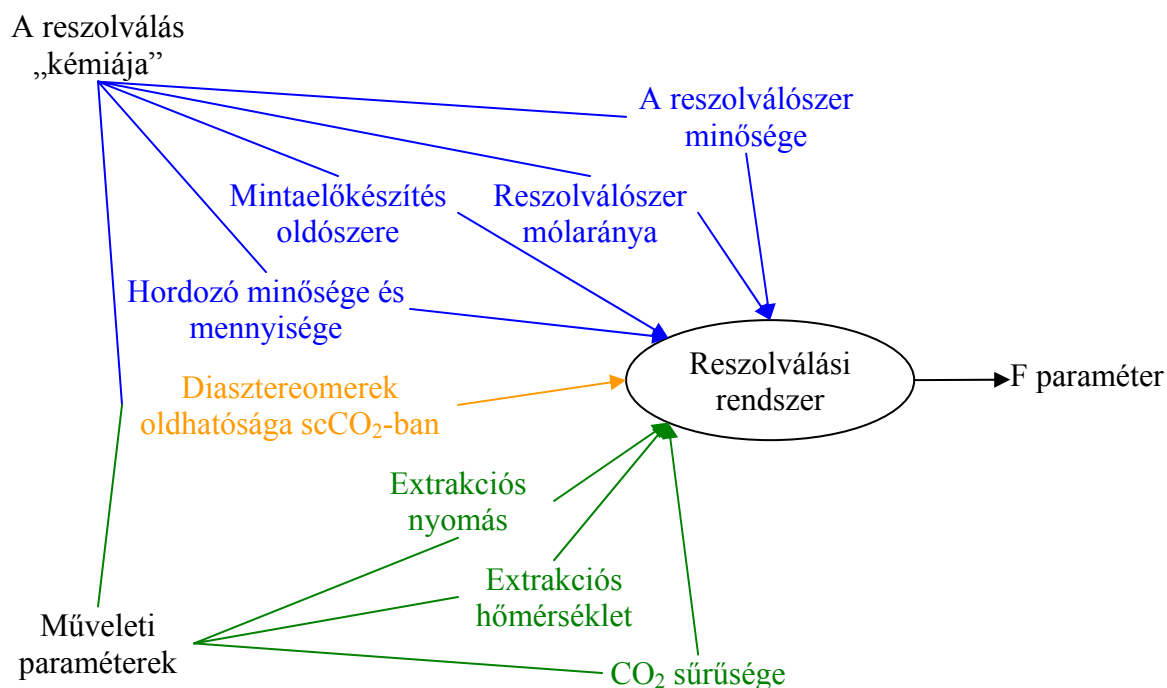 A reszolválás
„kémiája”
A reszolválószer
minősége
Mintaelőkészítés
oldószere
Reszolválószer
mólaránya
Hordozó minősége és
mennyisége
Reszolválási
rendszer
F paraméter
Diasztereomerek
oldhatósága scCO₂-ban
Extrakciós
nyomás
Extrakciós
hőmérséklet
Műveleti
paraméterek
CO₂ sűrűsége